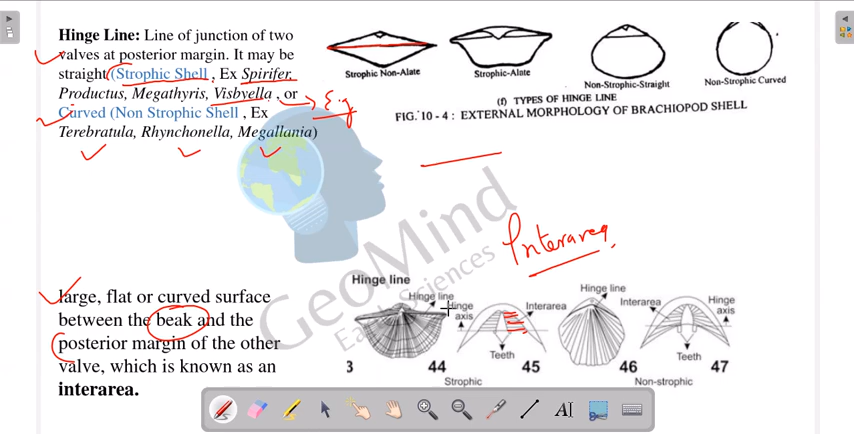 Hinge Line: Line of junction of two
valves at posterior margin. It may be
straight (Strophic Shell , Ex Spirifer,
Productus, Megathyris, Visbyella , or
Curved (Non Strophic Shell , Ex
Terebratula, Rhynchonella, Megallania)
E.g
Strophic Non-Alate
Strophic-Alate
Non-Strophic-Straight
Non-Strophic Curved
(f) TYPES OF HINGE LINE
FIG. 10 - 4 : EXTERNAL MORPHOLOGY OF BRACHIOPOD SHELL
Interarea
GeoMind
Earth Sciences
large, flat or curved surface
between the beak and the
posterior margin of the other
valve, which is known as an
interarea.
Hinge line
Hinge line
Hinge
axis
Interarea
Teeth
3
44
45
Strophic
Hinge line
Interarea
Hinge
axis
Teeth
46
47
Non-strophic
AI